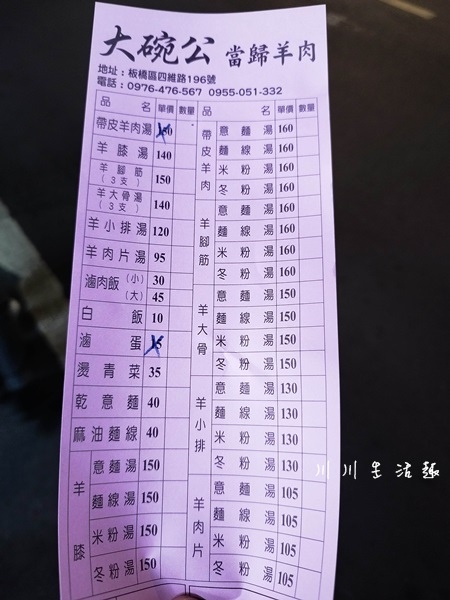 大碗公 當歸羊肉
地址：板橋區四維路196號
電話：0976-476-567 0955-051-332
品名 單價 數量
帶皮羊肉湯
羊膝湯 140
羊腳筋（3支） 150
羊大骨湯（3支） 140
羊小排湯 120
羊肉片湯 95
滷肉飯（小） 30
（大） 45
白飯 10
滷蛋
燙青菜 35
乾意麵 40
麻油麵線 40
羊膝
意麵湯 150
麵線湯 150
米粉湯 150
冬粉湯 150
品名 單價 數量
帶皮羊肉
意麵湯 160
麵線湯 160
米粉湯 160
冬粉湯 160
羊腳筋
意麵湯 160
麵線湯 160
米粉湯 160
冬粉湯 160
羊大骨
意麵湯 150
麵線湯 150
米粉湯 150
冬粉湯 150
羊小排
意麵湯 130
麵線湯 130
米粉湯 130
冬粉湯 130
羊肉片
意麵湯 105
麵線湯 105
米粉湯 105
冬粉湯 105
川川生活趣